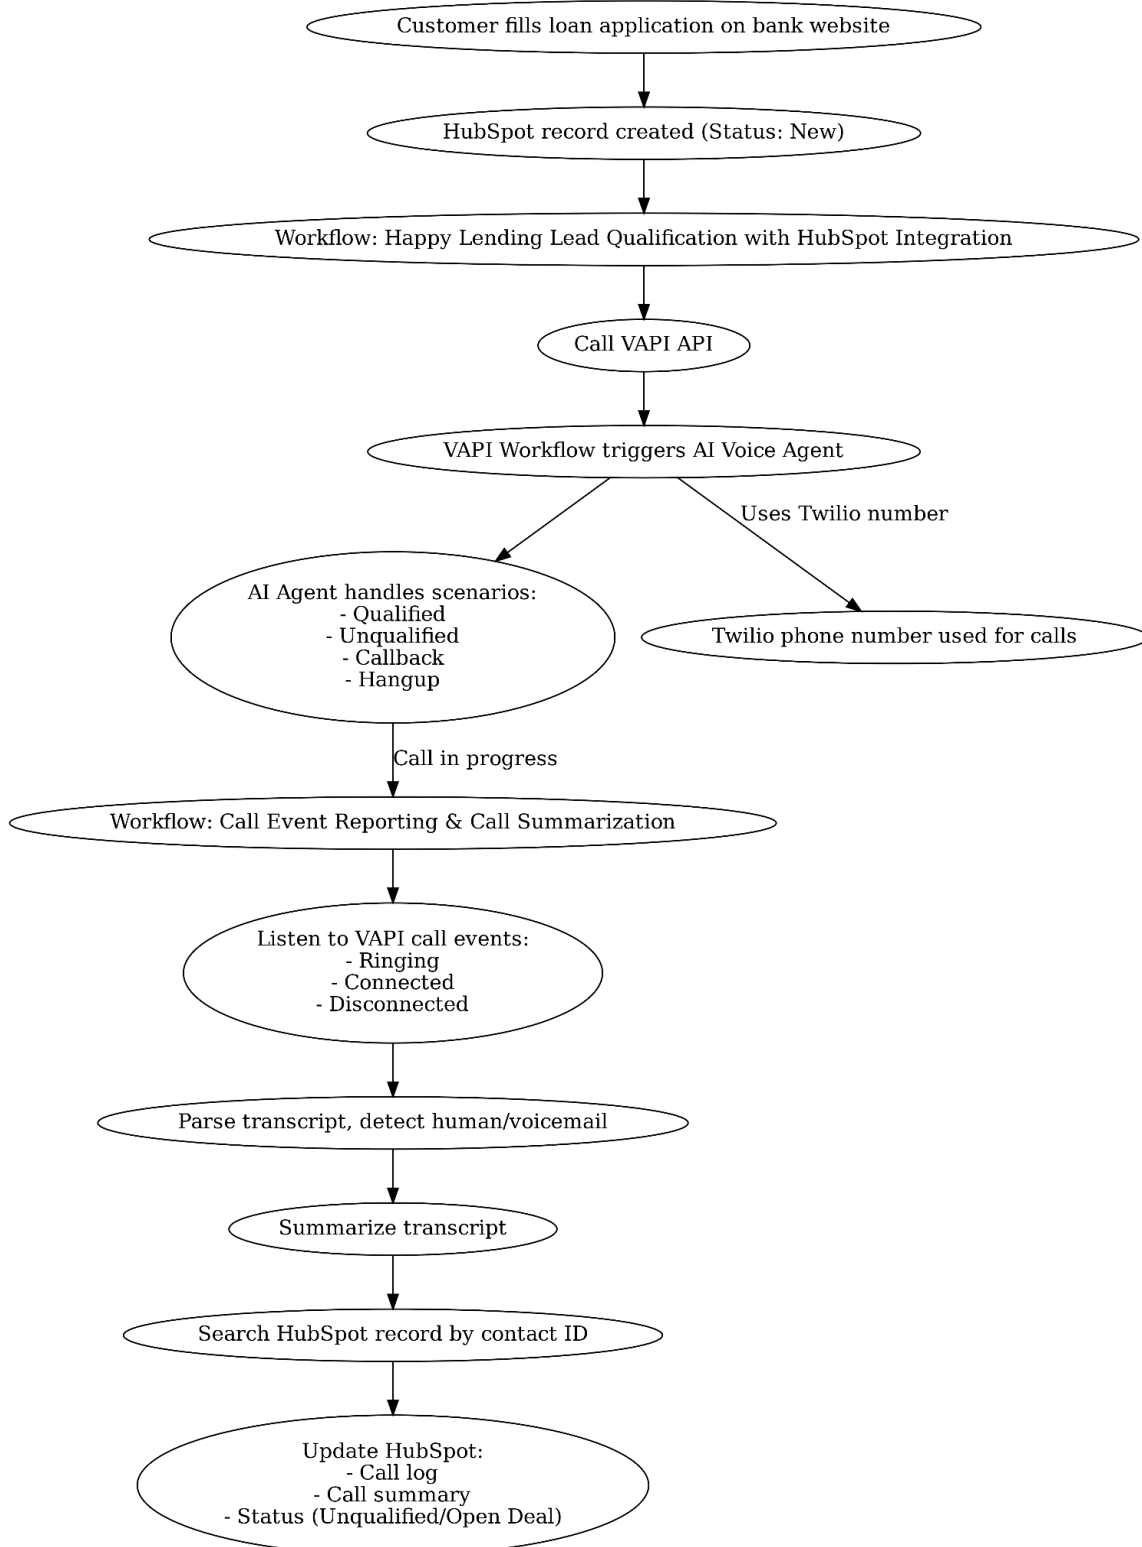 Customer fills loan application on bank website
HubSpot record created (Status: New)
Workflow: Happy Lending Lead Qualification with HubSpot Integration
Call VAPI API
VAPI Workflow triggers AI Voice Agent
Uses Twilio number
AI Agent handles scenarios:
- Qualified
- Unqualified
- Callback
- Hangup
Twilio phone number used for calls
Call in progress
Workflow: Call Event Reporting & Call Summarization
Listen to VAPI call events:
- Ringing
- Connected
- Disconnected
Parse transcript, detect human/voicemail
Summarize transcript
Search HubSpot record by contact ID
Update HubSpot:
- Call log
- Call summary
- Status (Unqualified/Open Deal)